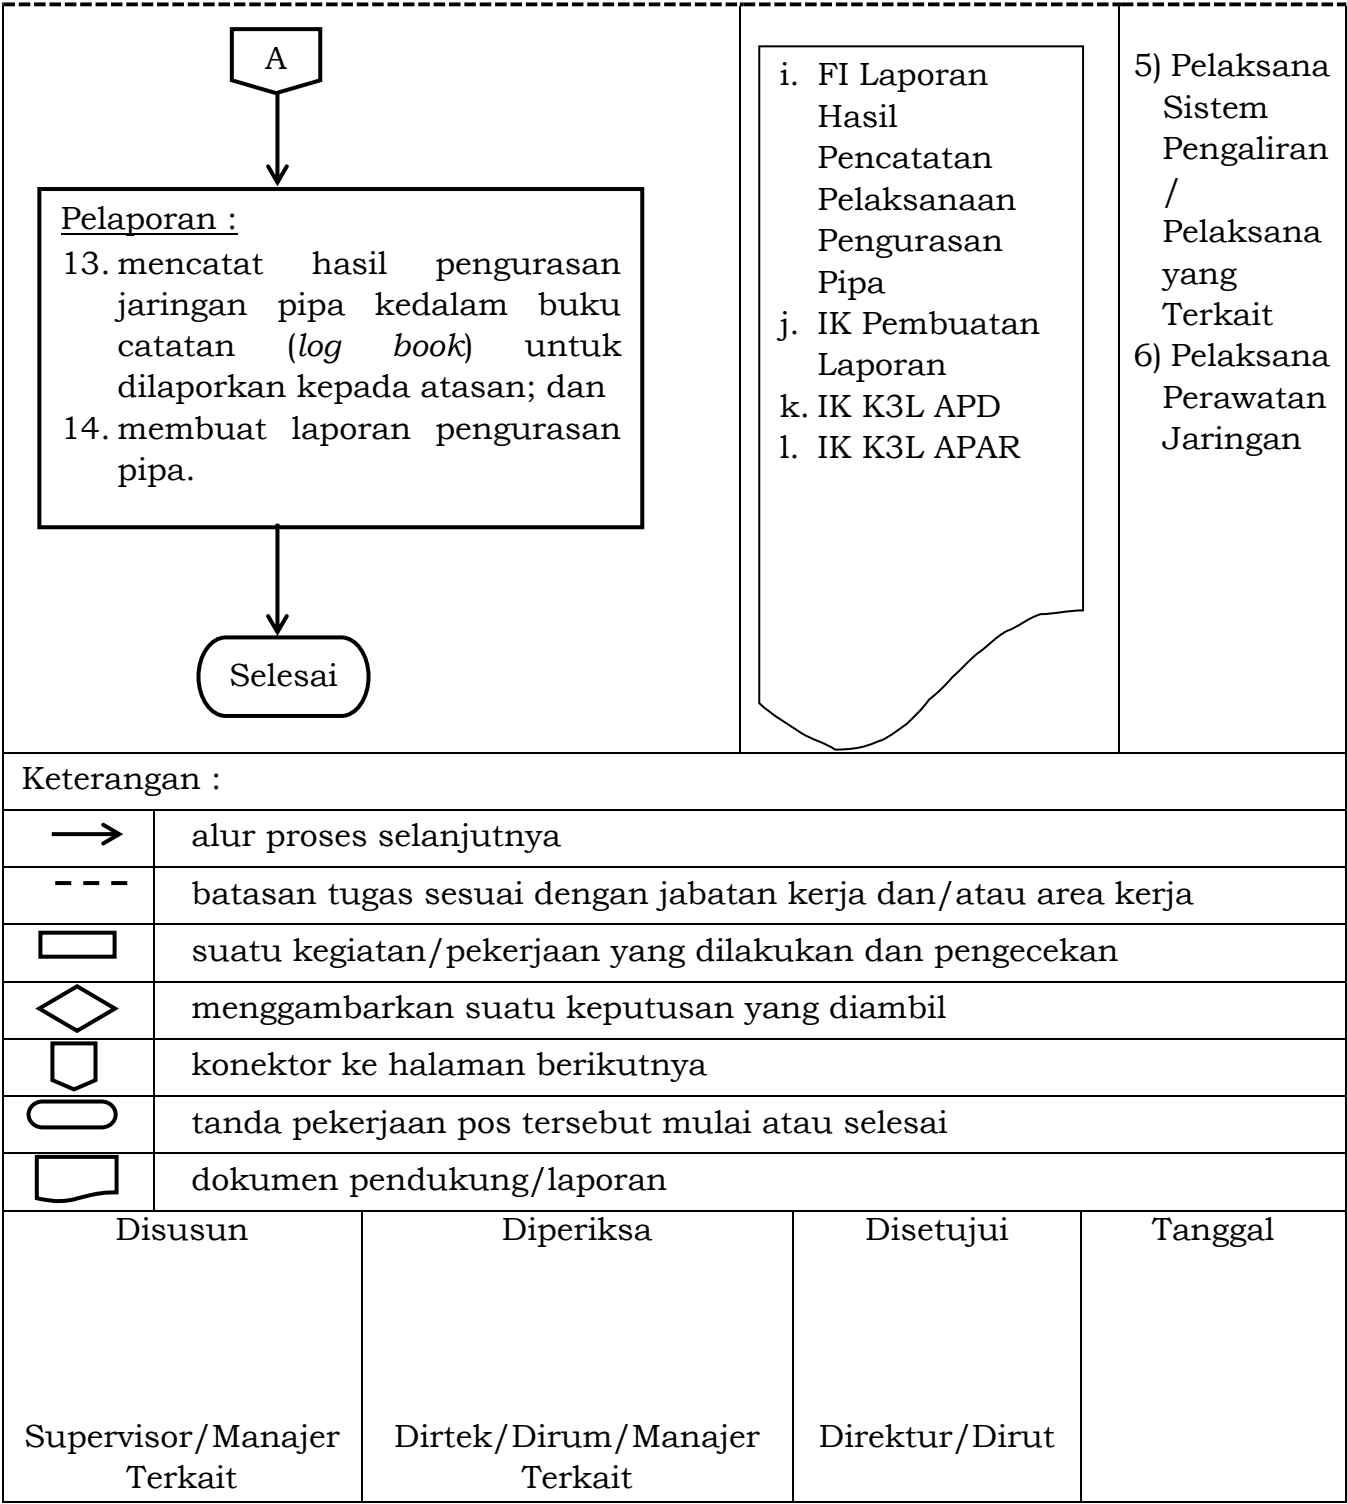 A
Pelaporan :
13. mencatat hasil pengurasan
jaringan pipa kedalam buku
catatan (log book) untuk
dilaporkan kepada atasan; dan
14. membuat laporan pengurasan
pipa.
Selesai
i. FI Laporan
Hasil
Pencatatan
Pelaksanaan
Pengurasan
Pipa
j. IK Pembuatan
Laporan
k. IK K3L APD
l. IK K3L APAR
5) Pelaksana
Sistem
Pengaliran
/
Pelaksana
yang
Terkait
6) Pelaksana
Perawatan
Jaringan
Keterangan :
alur proses selanjutnya
batasan tugas sesuai dengan jabatan kerja dan/atau area kerja
suatu kegiatan/pekerjaan yang dilakukan dan pengecekan
menggambarkan suatu keputusan yang diambil
konektor ke halaman berikutnya
tanda pekerjaan pos tersebut mulai atau selesai
dokumen pendukung/laporan
Disusun
Supervisor/Manajer
Terkait
Diperiksa
Dirtek/Dirum/Manajer
Terkait
Disetujui
Direktur/Dirut
Tanggal